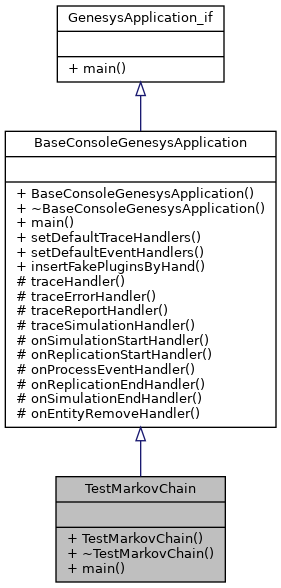 GenesysApplication_if
+ main()
BaseConsoleGenesysApplication
+ BaseConsoleGenesysApplication()
+ ~BaseConsoleGenesysApplication()
+ main()
+ setDefaultTraceHandlers()
+ setDefaultEventHandlers()
+ insertFakePluginsByHand()
# traceHandler()
# traceErrorHandler()
# traceReportHandler()
# traceSimulationHandler()
# onSimulationStartHandler()
# onReplicationStartHandler()
# onProcessEventHandler()
# onReplicationEndHandler()
# onSimulationEndHandler()
# onEntityRemoveHandler()
TestMarkovChain
+ TestMarkovChain()
+ ~TestMarkovChain()
+ main()